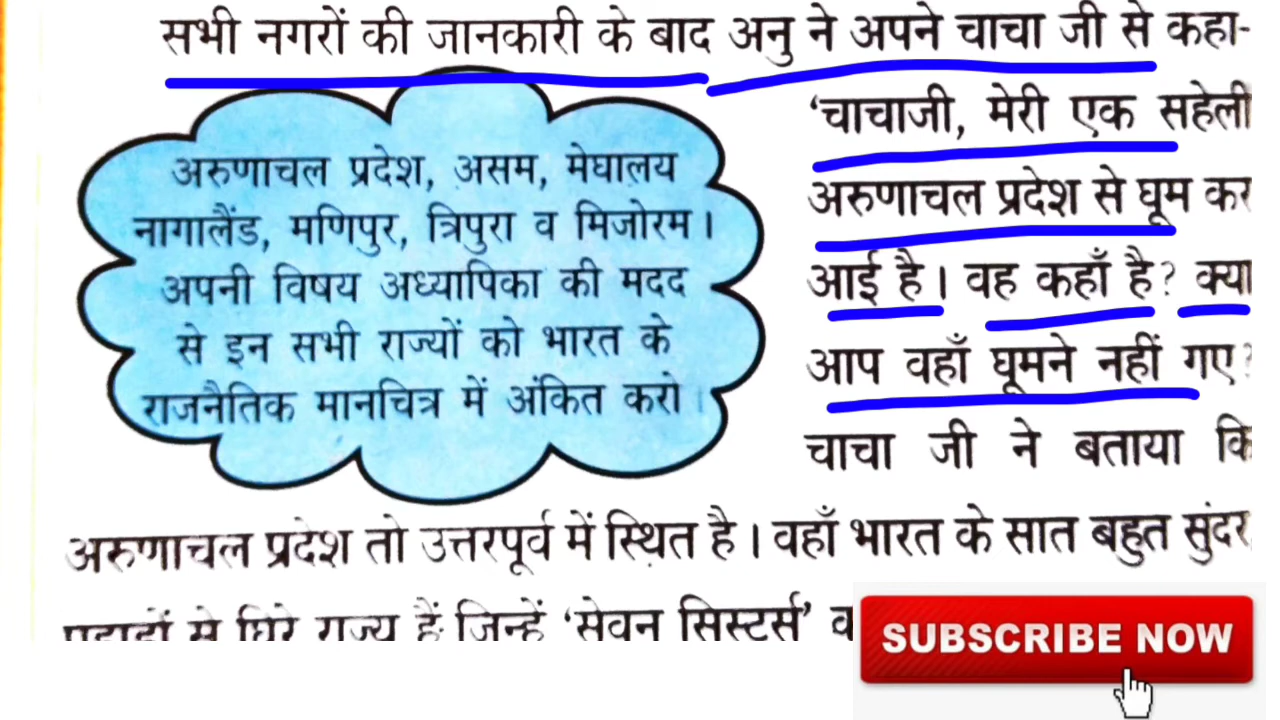 सभी नगरों की जानकारी के बाद अनु ने अपने चाचा जी से कहा-
‘चाचाजी, मेरी एक सहेली
अरुणाचल प्रदेश से घूम कर
आई है। वह कहाँ है? क्या
आप वहाँ घूमने नहीं गए?
चाचा जी ने बताया कि
अरुणाचल प्रदेश, असम, मेघालय
नागालैंड, मणिपुर, त्रिपुरा व मिजोरम।
अपनी विषय अध्यापिका की मदद
से इन सभी राज्यों को भारत के
राजनैतिक मानचित्र में अंकित करो।
अरुणाचल प्रदेश तो उत्तरपूर्व में स्थित है। वहाँ भारत के सात बहुत सुंदर
पहाड़ों से घिरे राज्य हैं जिन्हें ‘सेवन सिस्टर्स’
SUBSCRIBE NOW